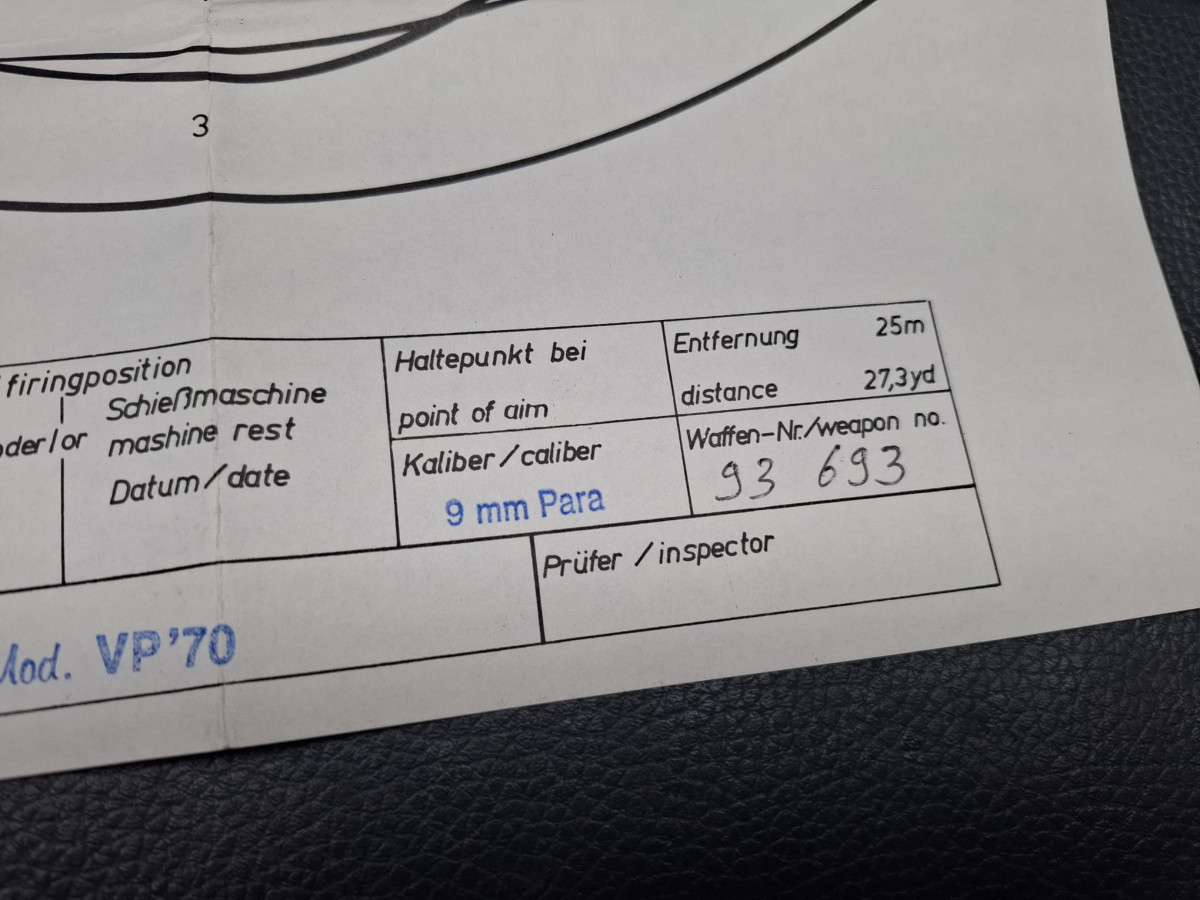 3
firingposition
Schießmaschine
oder/or mashine rest
Datum/date
Haltepunkt bei
point of aim
Entfernung 25m
distance 27,3yd
Kaliber/caliber
9 mm Para
Waffen-Nr./weapon no.
93 693
Mod. VP'70
Prüfer/inspector